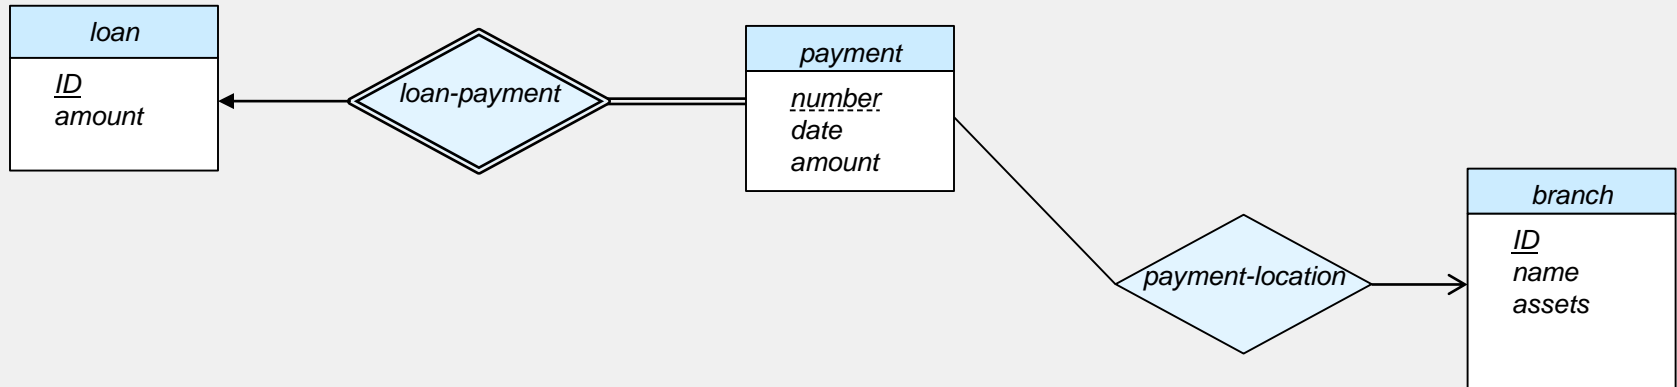 loan
ID
amount
loan-payment
payment
number
date
amount
payment-location
branch
ID
name
assets